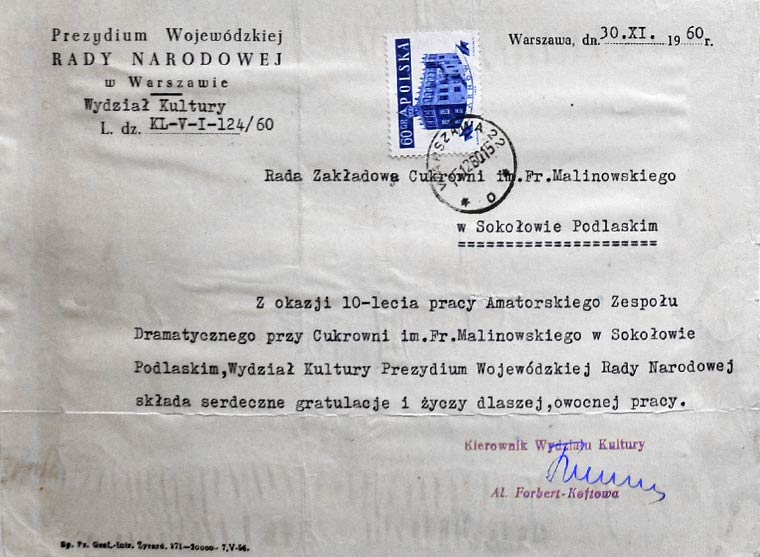 Prezydium Wojewódzkiej
RADY NARODOWEJ
w Warszawie
Wydział Kultury
L. dz. KL-V-I-124/60
Warszawa, dn. 30.XI. 1960r.
60 GR POLSKA
WARSZAWA 22
Rada Zakładowa Cukrowni im.Fr.Malinowskiego
w Sokołowie Podlaskim
=====================
Z okazji 10-lecia pracy Amatorskiego Zespołu
Dramatycznego przy Cukrowni im.Fr.Malinowskiego w Sokołowie
Podlaskim,Wydział Kultury Prezydium Wojewódzkiej Rady Narodowej
składa serdeczne gratulacje i życzy dlaszej,owocnej pracy.
Kierownik Wydziału Kultury
Al. Forbert-Koftowa